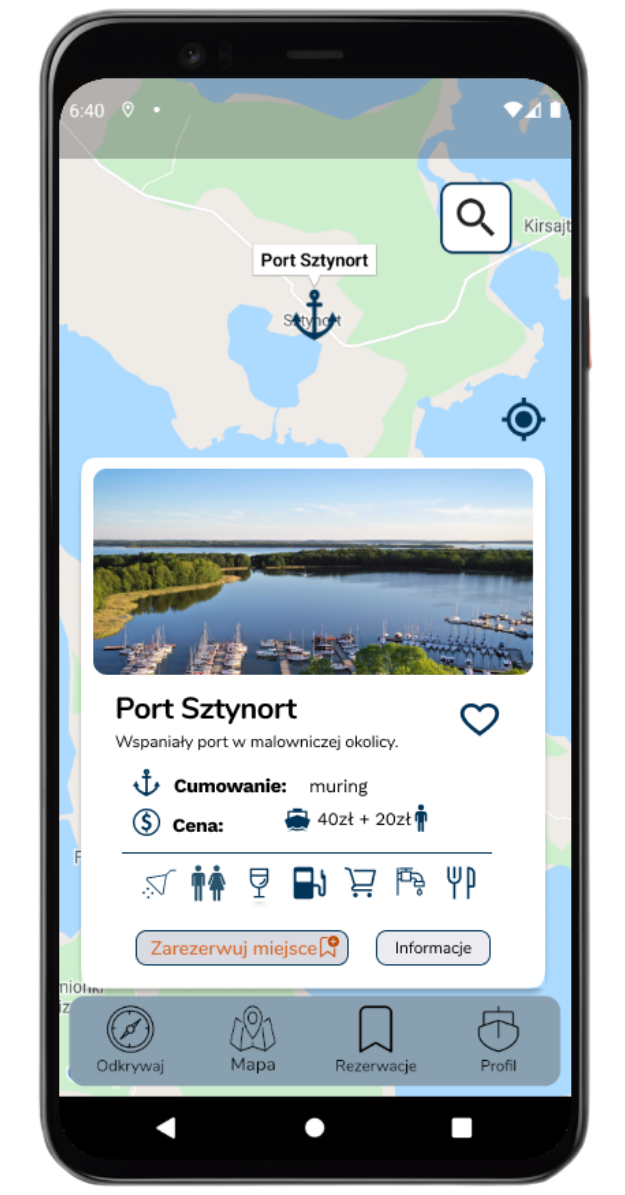 6:40
Kirsajt
Port Sztynort
Sztynort
Port Sztynort
Wspaniały port w malowniczej okolicy.
Cumowanie: muring
Cena: 40zł + 20zł
Zarezerwuj miejsce
Informacje
mionki
Odkrywaj
Mapa
Rezerwacje
Profil